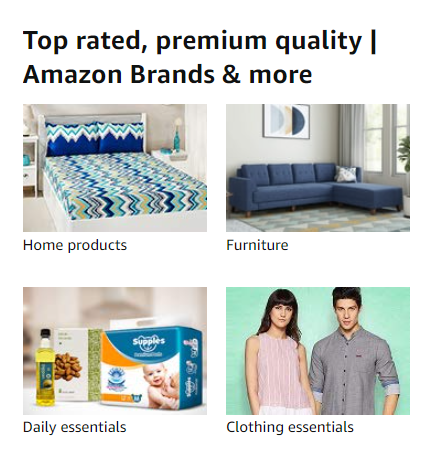 Top rated, premium quality |
Amazon Brands & more
Home products
Furniture
Supples
Daily essentials
Clothing essentials